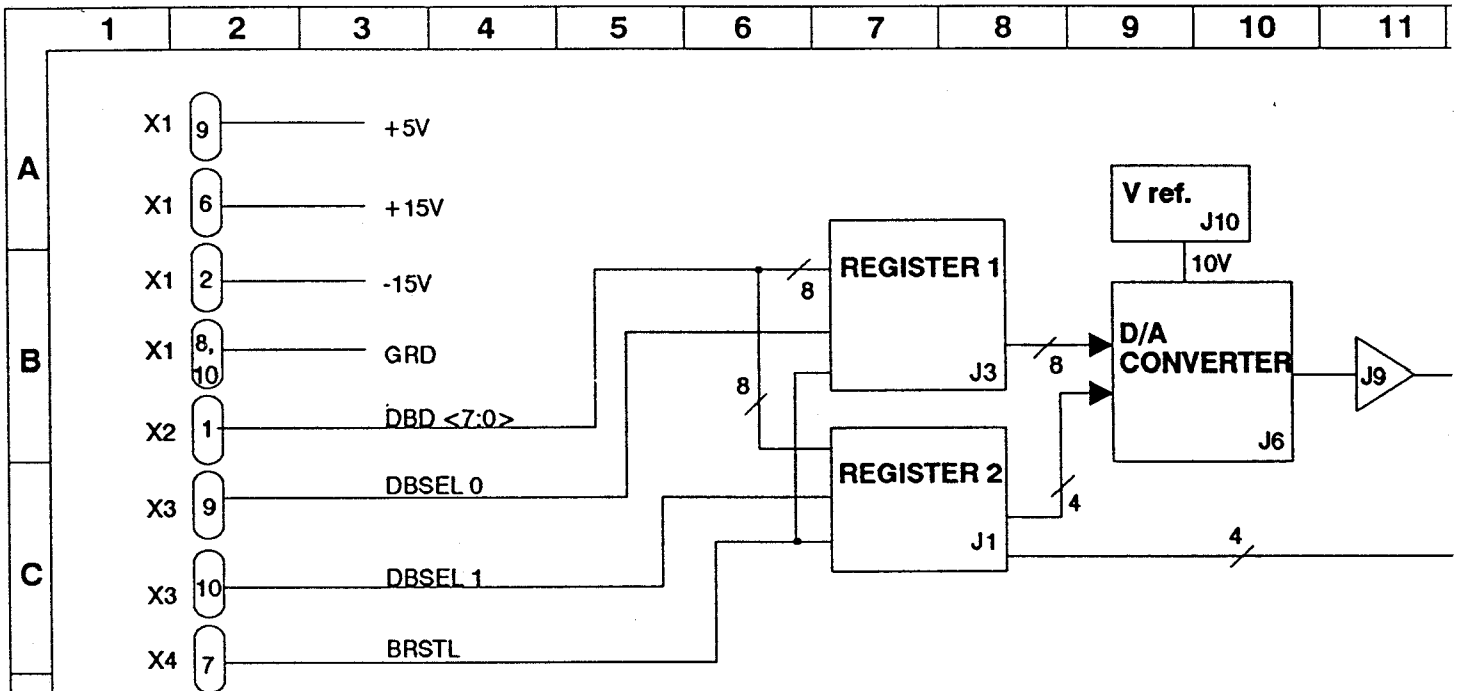 1 2 3 4 5 6 7 8 9 10 11
A
B
C
X1 9 +5V
X1 6 +15V
X1 2 -15V
X1 8, 10 GRD
X2 1 DBD <7:0>
X3 9 DBSEL 0
X3 10 DBSEL 1
X4 7 BRSTL
8
8
REGISTER 1
J3
8
REGISTER 2
J1
4
4
V ref.
J10
10V
D/A
CONVERTER
J6
J9